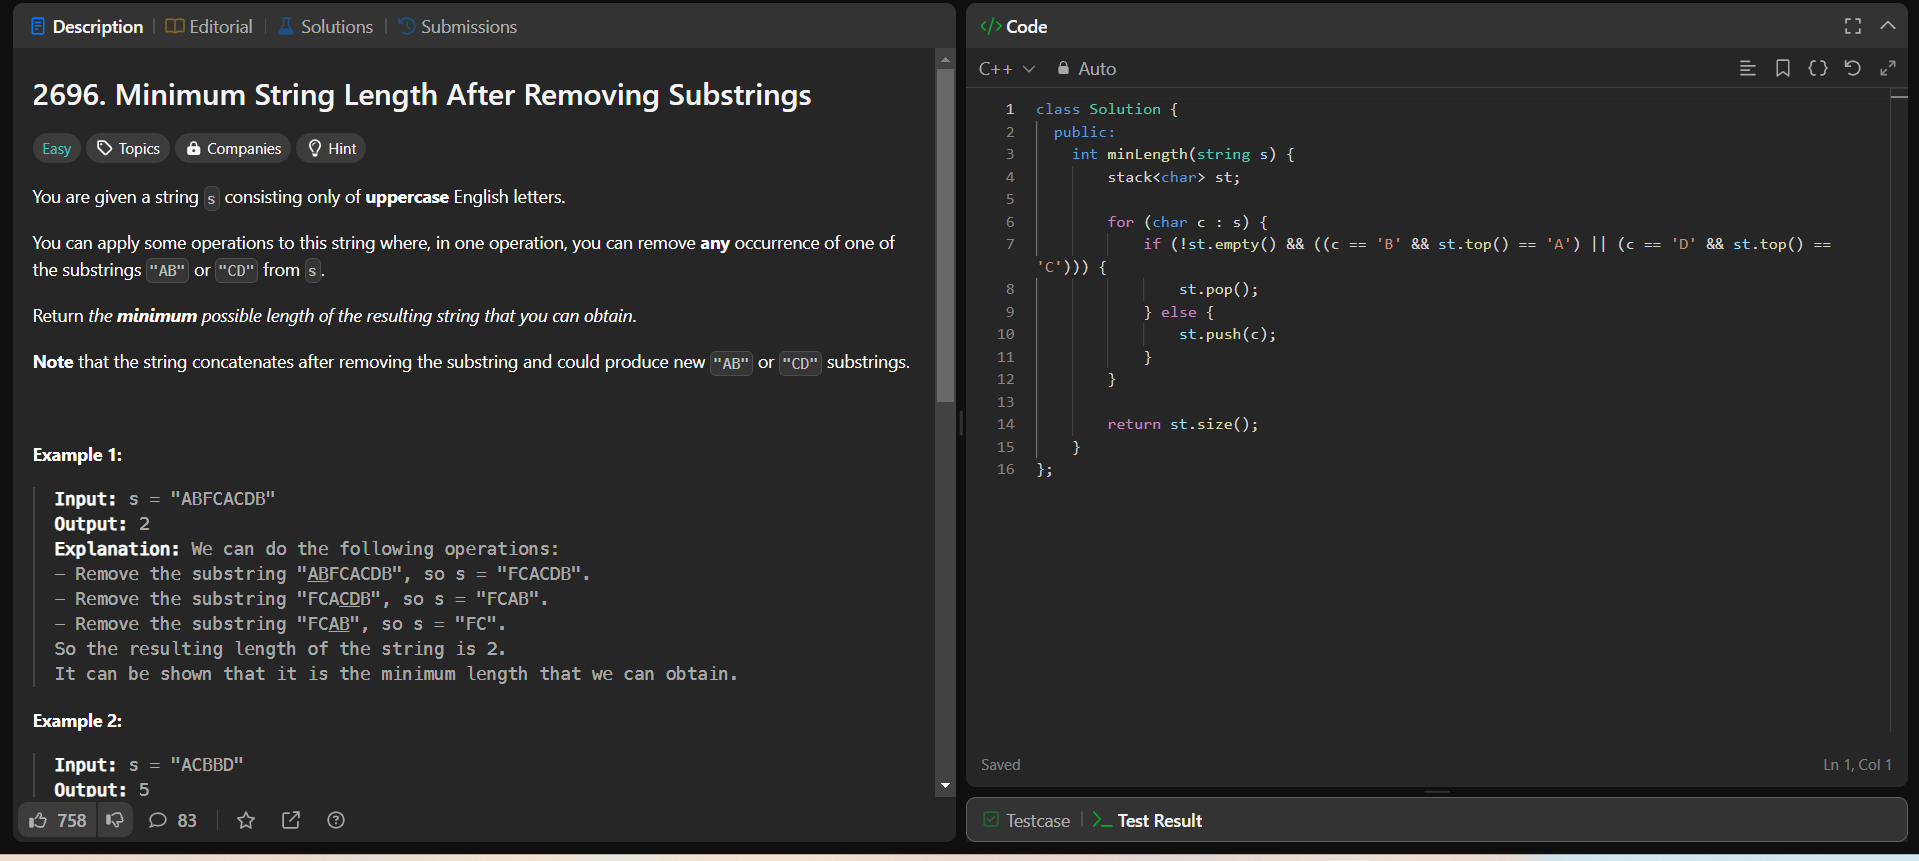 Description | Editorial | Solutions | Submissions
2696. Minimum String Length After Removing Substrings
Easy Topics Companies Hint
You are given a string s consisting only of uppercase English letters.
You can apply some operations to this string where, in one operation, you can remove any occurrence of one of
the substrings "AB" or "CD" from s.
Return the minimum possible length of the resulting string that you can obtain.
Note that the string concatenates after removing the substring and could produce new "AB" or "CD" substrings.
Example 1:
Input: s = "ABFCACDB"
Output: 2
Explanation: We can do the following operations:
- Remove the substring "ABFCACDB", so s = "FCACDB".
- Remove the substring "FCACDB", so s = "FCAB".
- Remove the substring "FCAB", so s = "FC".
So the resulting length of the string is 2.
It can be shown that it is the minimum length that we can obtain.
Example 2:
Input: s = "ACBBD"
Output: 5
758 83
</> Code
C++ Auto
1 class Solution {
2 public:
3 int minLength(string s) {
4 stack<char> st;
5
6 for (char c : s) {
7 if (!st.empty() && ((c == 'B' && st.top() == 'A') || (c == 'D' && st.top() ==
'C'))) {
8 st.pop();
9 } else {
10 st.push(c);
11 }
12 }
13
14 return st.size();
15 }
16 };
Saved Ln 1, Col 1
Testcase | >_ Test Result